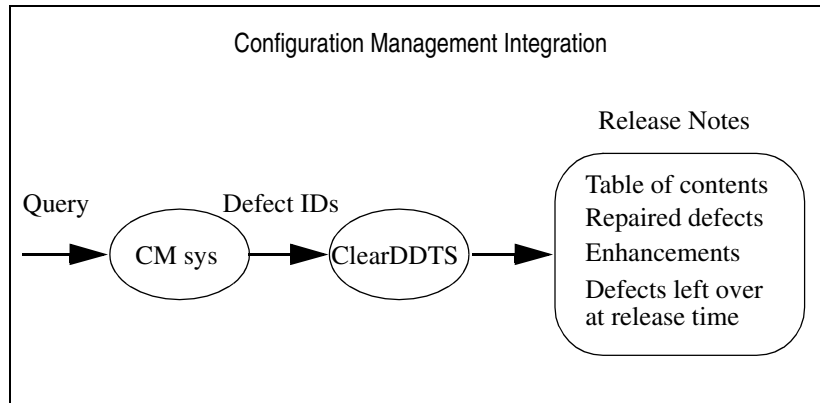 Configuration Management Integration
Release Notes
Query
Defect IDs
CM sys
ClearDDTS
Table of contents
Repaired defects
Enhancements
Defects left over
at release time